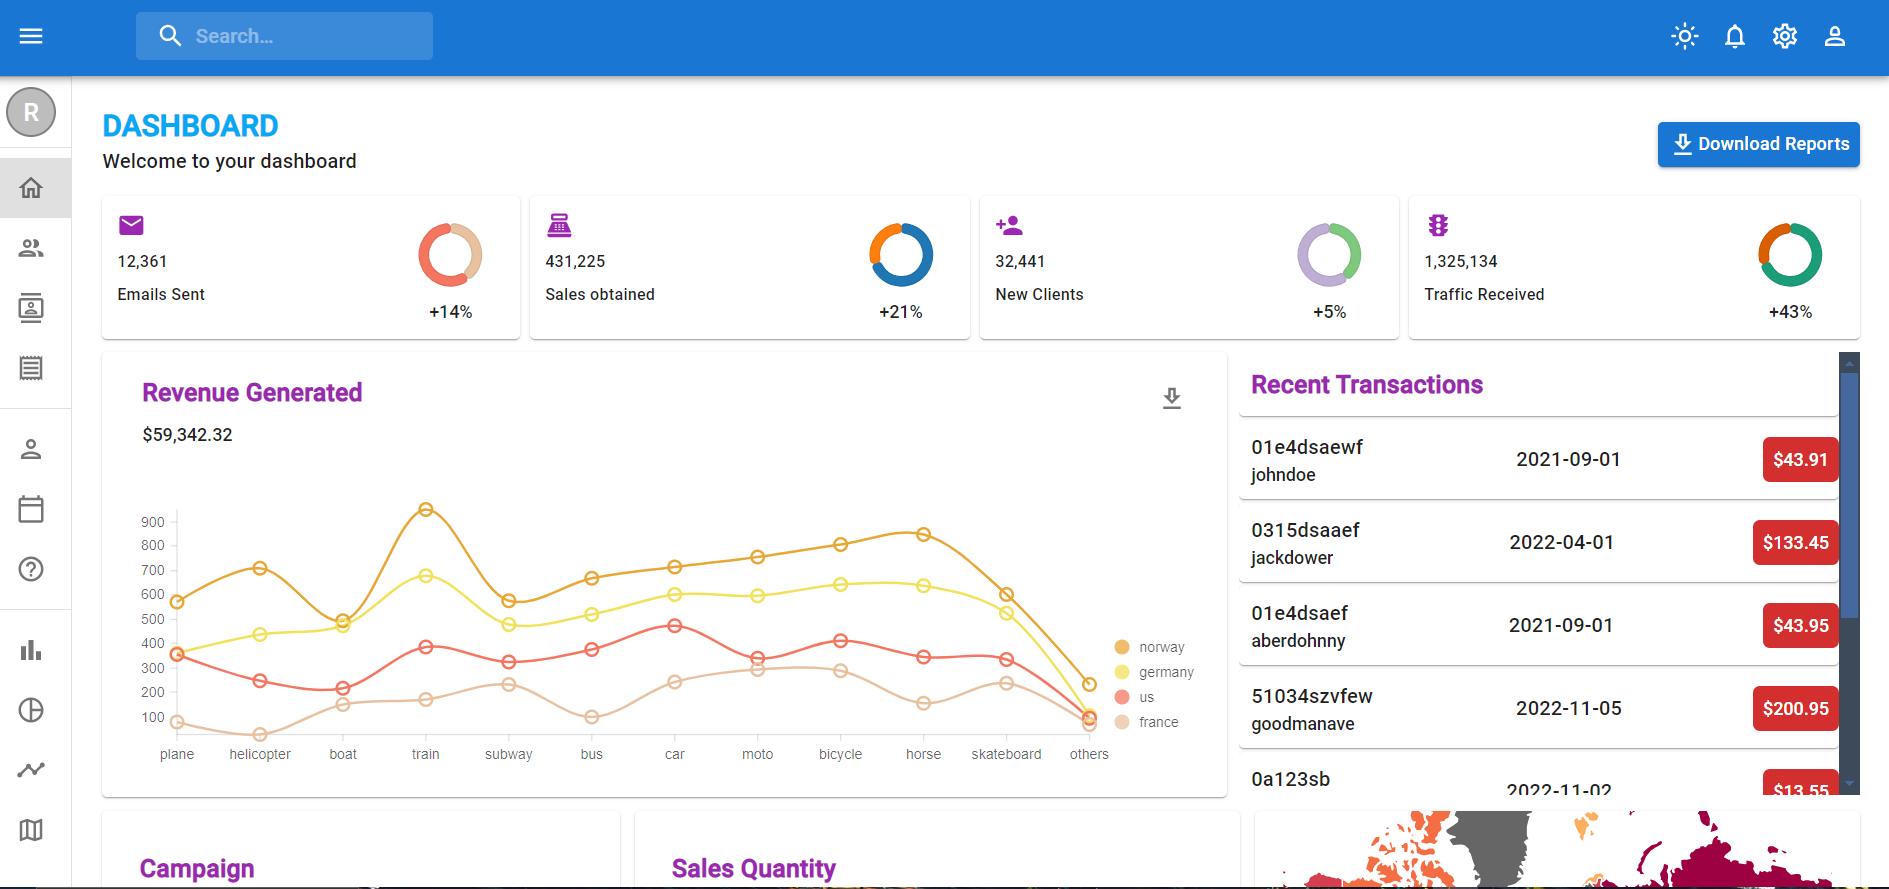 Search…
R
DASHBOARD
Welcome to your dashboard
Download Reports
12,361
Emails Sent
+14%
431,225
Sales obtained
+21%
32,441
New Clients
+5%
1,325,134
Traffic Received
+43%
Revenue Generated
$59,342.32
900
800
700
600
500
400
300
200
100
plane helicopter boat train subway bus car moto bicycle horse skateboard others
norway
germany
us
france
Recent Transactions
01e4dsaewf
johndoe
2021-09-01
$43.91
0315dsaaef
jackdower
2022-04-01
$133.45
01e4dsaef
aberdohnny
2021-09-01
$43.95
51034szvfew
goodmanave
2022-11-05
$200.95
0a123sb
2022-11-02
$13.55
Campaign
Sales Quantity